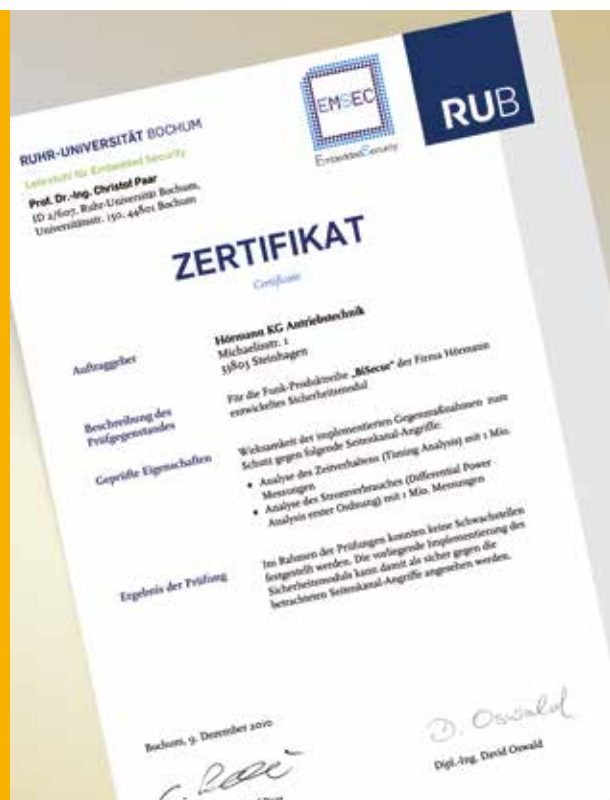 RUHR-UNIVERSITÄT BOCHUM
Lehrstuhl für Embedded Security
Prof. Dr.-Ing. Christof Paar
ID 2/607, Ruhr-Universität Bochum,
Universitätsstr. 150, 44801 Bochum
EMSEC
Embedded Security
RUB
ZERTIFIKAT
Certificate
Auftraggeber
Hörmann KG Antriebstechnik
Michaelisstr. 1
33803 Steinhagen
Beschreibung des
Prüfgegenstandes
Für die Funk-Produktreihe „BiSecur" der Firma Hörmann
entwickeltes Sicherheitsmodul
Geprüfte Eigenschaften
Wirksamkeit der implementierten Gegenmaßnahmen zum
Schutz gegen folgende Seitenkanal-Angriffe:
• Analyse des Zeitverhaltens (Timing Analysis) mit 1 Mio.
Messungen
• Analyse des Stromverbrauches (Differential Power
Analysis erster Ordnung) mit 1 Mio. Messungen
Ergebnis der Prüfung
Im Rahmen der Prüfungen konnten keine Schwachstellen
festgestellt werden. Die vorliegende Implementierung des
Sicherheitsmoduls kann damit als sicher gegen die
betrachteten Seitenkanal-Angriffe angesehen werden.
Bochum, 9. Dezember 2010
D. Oswald
Dipl.-Ing. David Oswald